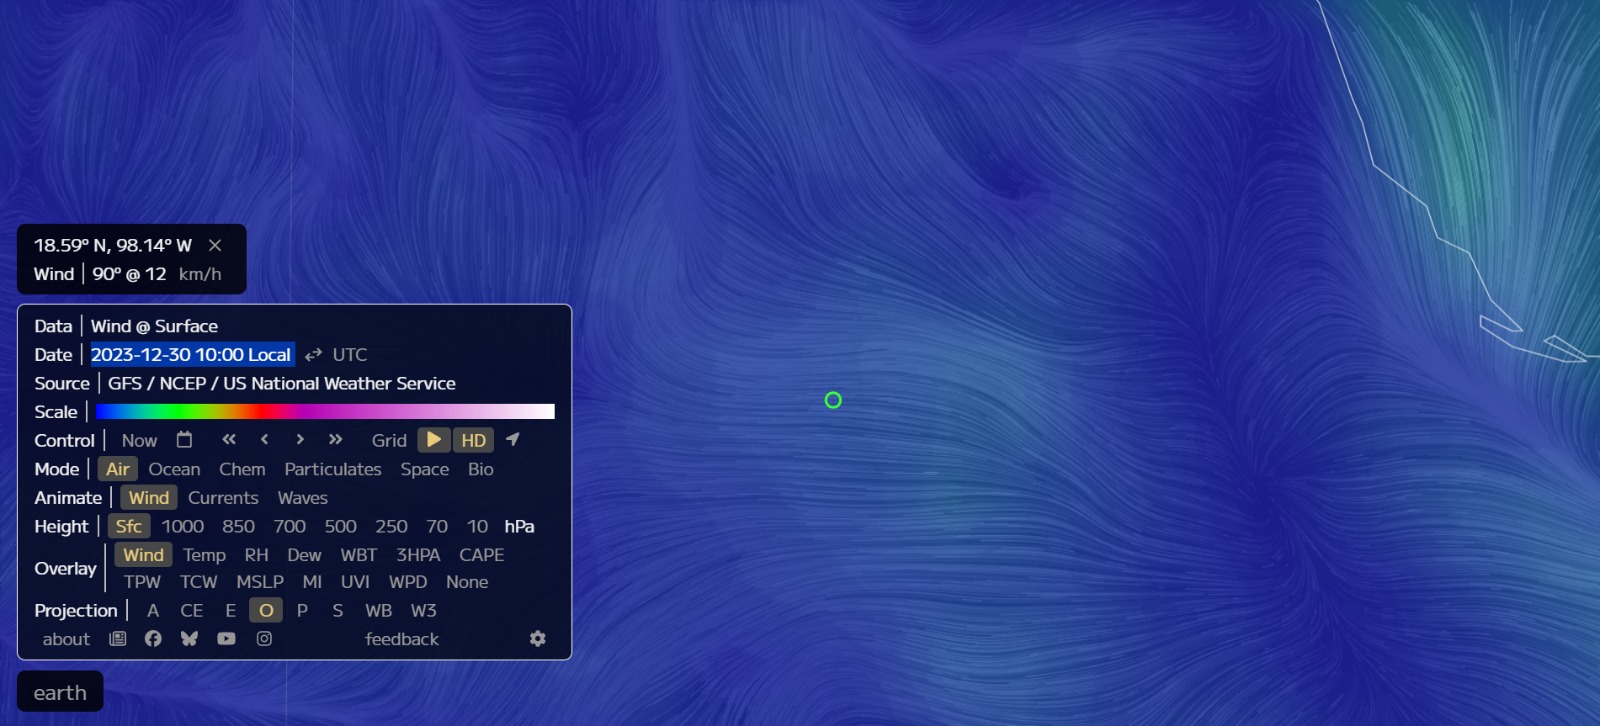 18.59° N, 98.14° W ×
Wind | 90° @ 12 km/h
Data | Wind @ Surface
Date | 2023-12-30 10:00 Local ⇄ UTC
Source | GFS / NCEP / US National Weather Service
Scale |
Control | Now « ‹ › » Grid HD
Mode | Air Ocean Chem Particulates Space Bio
Animate | Wind Currents Waves
Height | Sfc 1000 850 700 500 250 70 10 hPa
Overlay | Wind Temp RH Dew WBT 3HPA CAPE
TPW TCW MSLP MI UVI WPD None
Projection | A CE E O P S WB W3
about feedback
earth